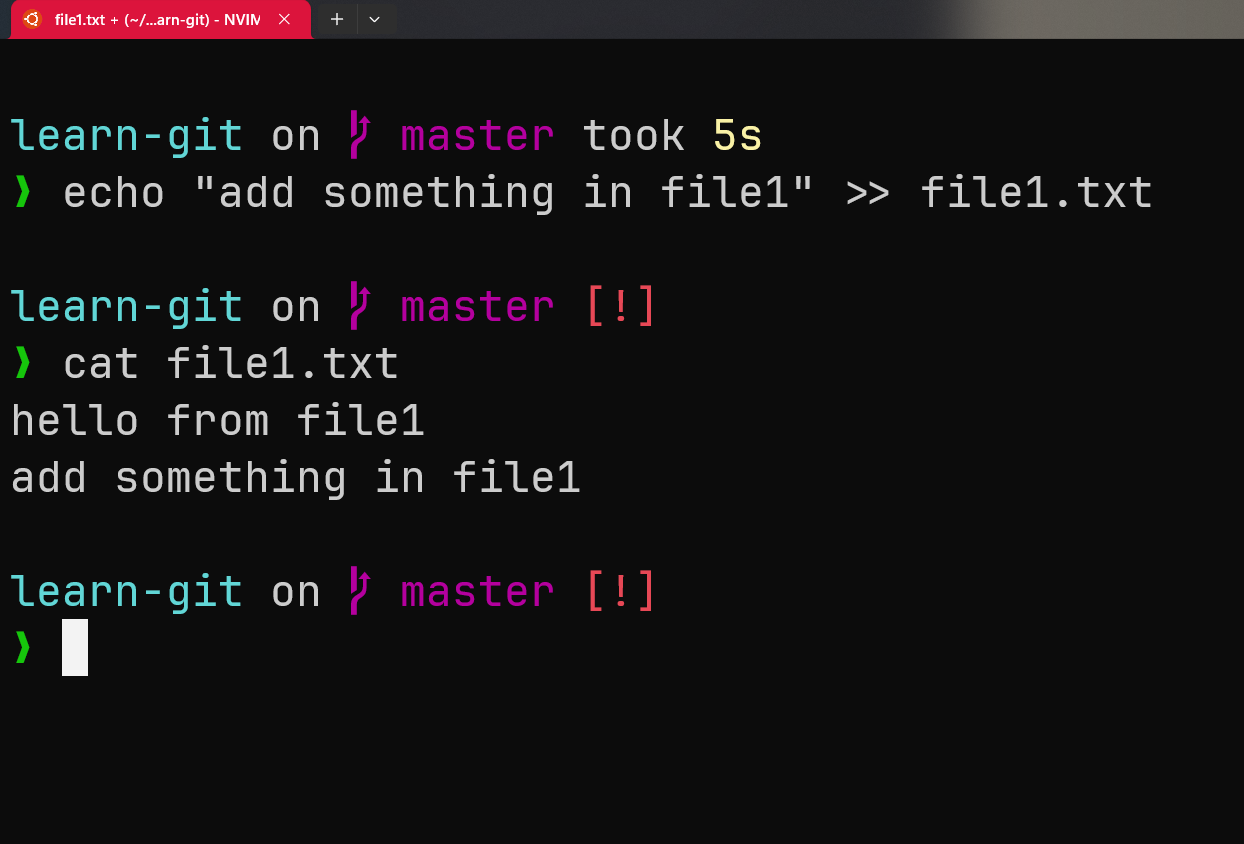 file1.txt + (~/...arn-git) - NVIM
learn-git on master took 5s
❯ echo "add something in file1" >> file1.txt
learn-git on master [!]
❯ cat file1.txt
hello from file1
add something in file1
learn-git on master [!]
❯